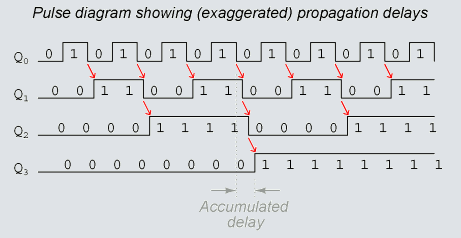 Pulse diagram showing (exaggerated) propagation delays
Q0 0 1 0 1 0 1 0 1 0 1 0 1 0 1 0 1
Q1 0 0 1 1 0 0 1 1 0 0 1 1 0 0 1 1
Q2 0 0 0 0 1 1 1 1 0 0 0 0 1 1 1 1
Q3 0 0 0 0 0 0 0 0 1 1 1 1 1 1 1 1
Accumulated
delay